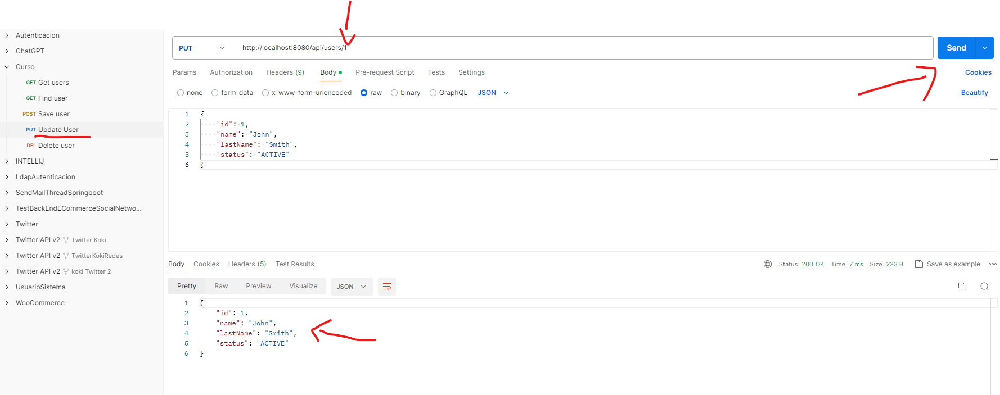 Autenticacion
ChatGPT
Curso
GET Get users
GET Find user
POST Save user
PUT Update User
DEL Delete user
INTELLIJ
LdapAutenticacion
SendMailThreadSpringboot
TestBackEndECommerceSocialNetwo...
Twitter
Twitter API v2 Twitter Koki
Twitter API v2 TwitterKokiRedes
Twitter API v2 koki Twitter 2
UsuarioSistema
WooCommerce
PUT http://localhost:8080/api/users/1 Send
Params Authorization Headers (9) Body Pre-request Script Tests Settings Cookies
none form-data x-www-form-urlencoded raw binary GraphQL JSON Beautify
1 {
2 "id": 1,
3 "name": "John",
4 "lastName": "Smith",
5 "status": "ACTIVE"
6 }
Body Cookies Headers (5) Test Results Status: 200 OK Time: 7 ms Size: 223 B Save as example
Pretty Raw Preview Visualize JSON
1 {
2 "id": 1,
3 "name": "John",
4 "lastName": "Smith",
5 "status": "ACTIVE"
6 }